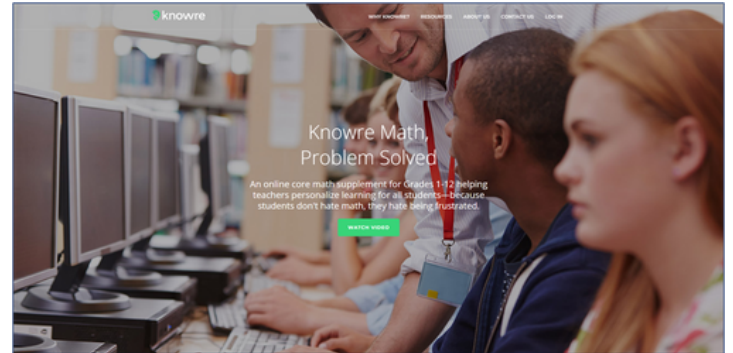 knowre
WHY KNOWRE? RESOURCES ABOUT US CONTACT US LOG IN
Knowre Math,
Problem Solved
An online core math supplement for Grades 1-12 helping
teachers personalize learning for all students—because
students don't hate math, they hate being frustrated.
WATCH VIDEO